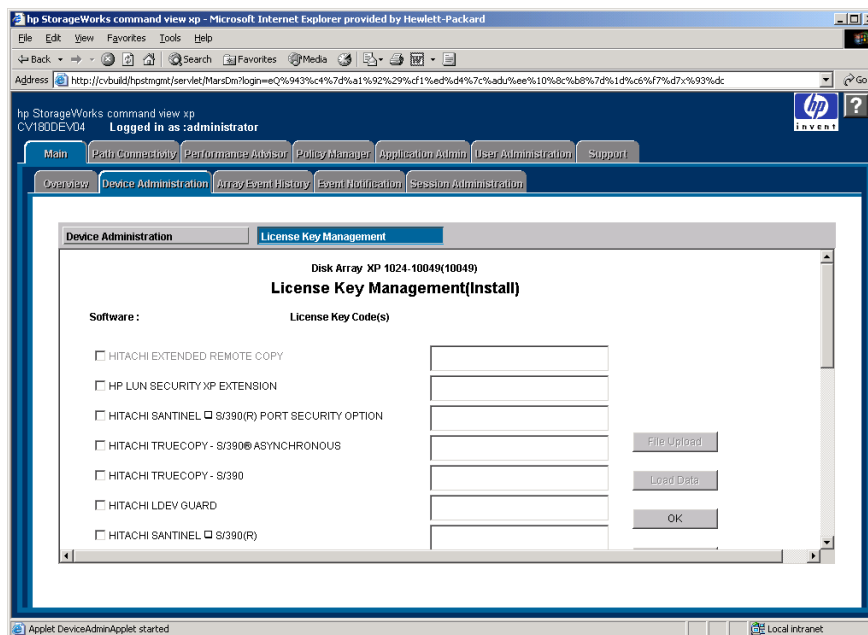 hp StorageWorks command view xp - Microsoft Internet Explorer provided by Hewlett-Packard
File Edit View Favorites Tools Help
Back Search Favorites Media
Address http://cvbuild/hpstmgmt/servlet/MarsDm?login=eQ%943%c4%7d%a1%92%29%cf1%ed%d4%7c%adu%ee%10%8c%b8%7d%1d%c6%f7%d7x%93%dc Go
hp StorageWorks command view xp
CV180DEV04 Logged in as :administrator
hp
invent
?
Main Path Connectivity Performance Advisor Policy Manager Application Admin User Administration Support
Overview Device Administration Array Event History Event Notification Session Administration
Device Administration License Key Management
Disk Array XP 1024-10049(10049)
License Key Management(Install)
Software : License Key Code(s)
HITACHI EXTENDED REMOTE COPY
HP LUN SECURITY XP EXTENSION
HITACHI SANTINEL □ S/390(R) PORT SECURITY OPTION
HITACHI TRUECOPY - S/390® ASYNCHRONOUS
File Upload
HITACHI TRUECOPY - S/390
Load Data
HITACHI LDEV GUARD
OK
HITACHI SANTINEL □ S/390(R)
Applet DeviceAdminApplet started Local intranet